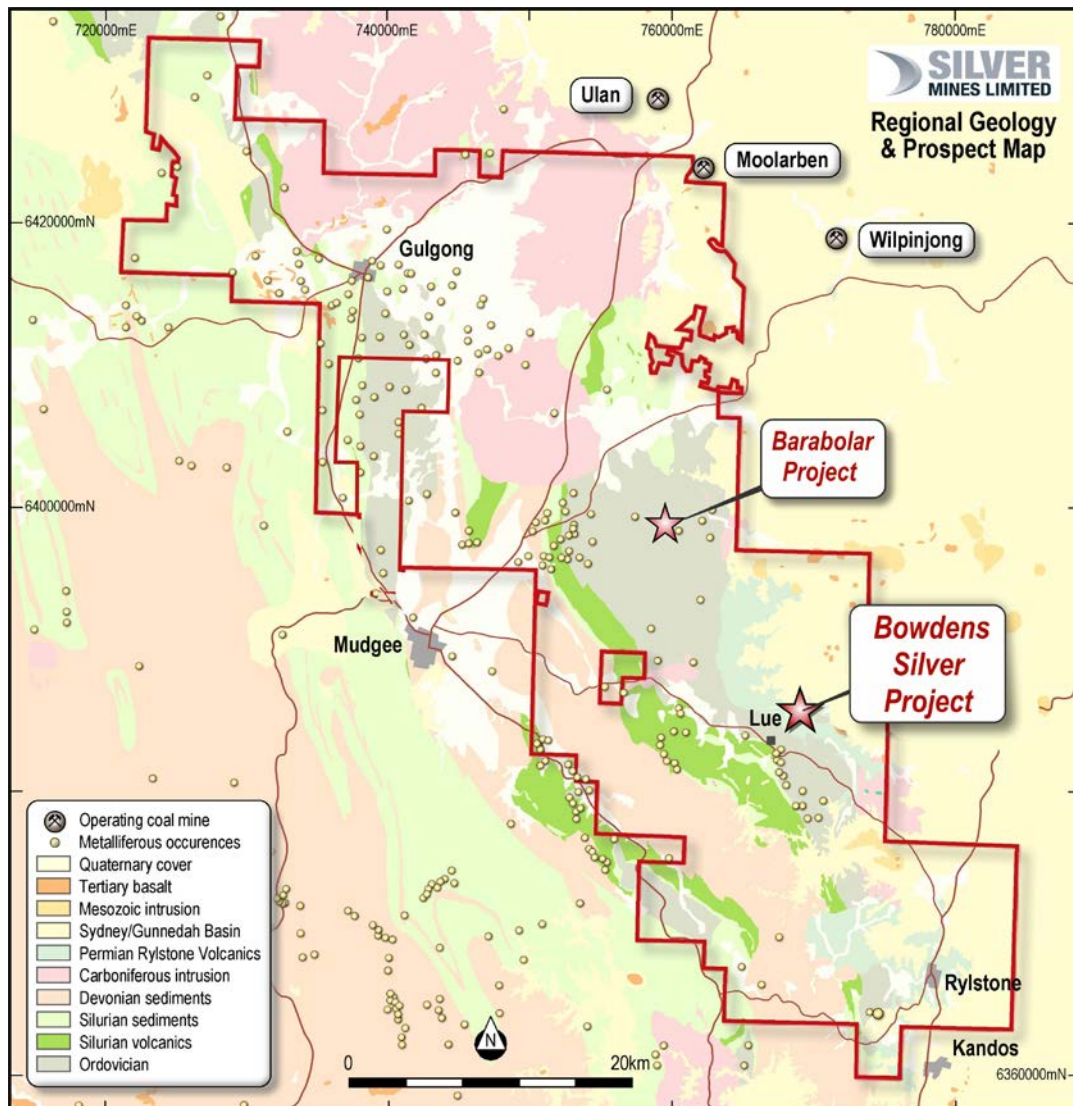 720000mE
740000mE
760000mE
780000mE
SILVER
MINES LIMITED
Regional Geology
& Prospect Map
Ulan
Moolarben
6420000mN
Gulgong
Wilpinjong
Barabolar
Project
6400000mN
Bowdens
Silver
Project
Mudgee
Lue
Operating coal mine
Metalliferous occurences
Quaternary cover
Tertiary basalt
Mesozoic intrusion
Sydney/Gunnedah Basin
Permian Rylstone Volcanics
Carboniferous intrusion
Devonian sediments
Silurian sediments
Silurian volcanics
Ordovician
Rylstone
N
Kandos
0
20km
6360000mN